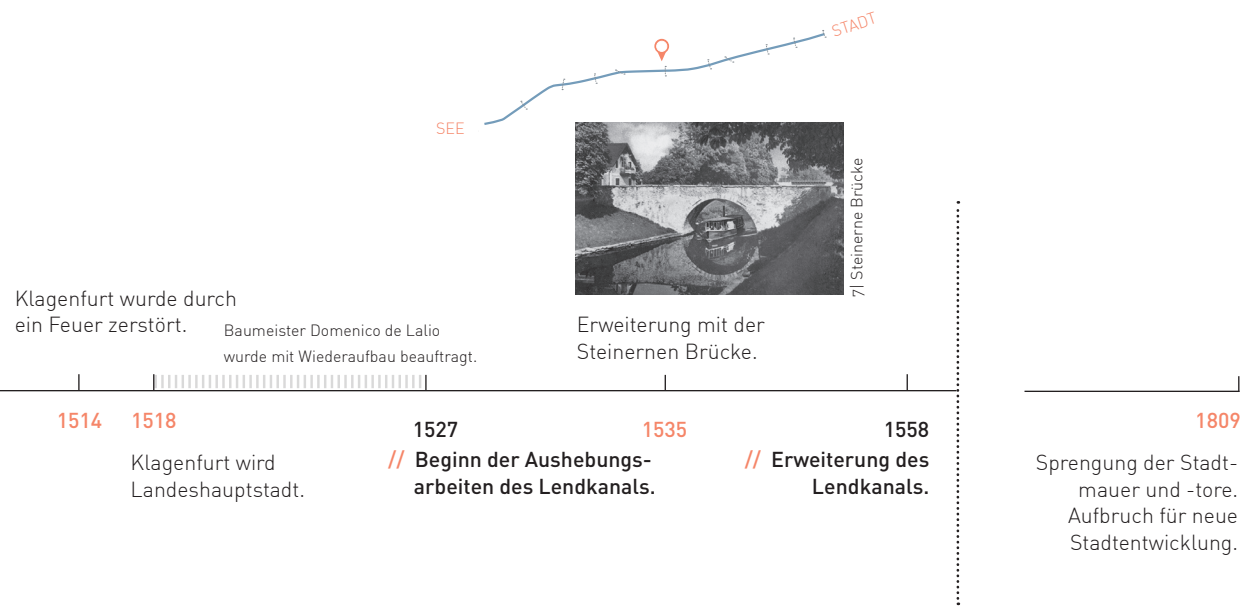 STADT
SEE
7| Steinerne Brücke
Klagenfurt wurde durch
ein Feuer zerstört.
Baumeister Domenico de Lalio
wurde mit Wiederaufbau beauftragt.
Erweiterung mit der
Steinernen Brücke.
1514
1518
Klagenfurt wird
Landeshauptstadt.
1527
// Beginn der Aushebungs-
arbeiten des Lendkanals.
1535
1558
// Erweiterung des
Lendkanals.
1809
Sprengung der Stadt-
mauer und -tore.
Aufbruch für neue
Stadtentwicklung.